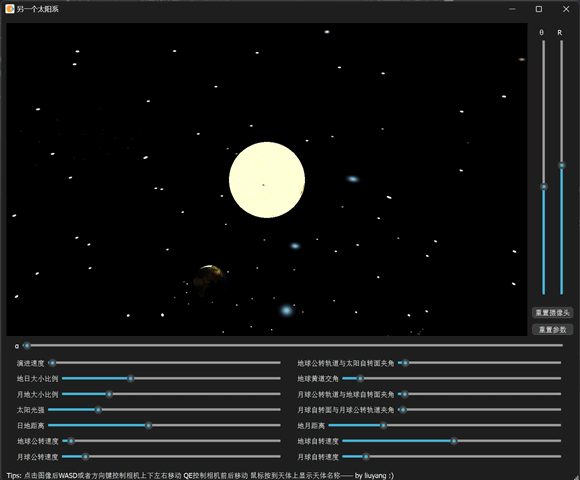 另一个太阳系
θ R
重置摄像头
重置参数
α
演进速度
地球公转轨道与太阳自转面夹角
地日大小比例
地球黄道交角
月地大小比例
月球公转轨道与地球自转夹角
太阳光强
月球自转面与月球公转轨道夹角
日地距离
地月距离
地球公转速度
地球自转速度
月球公转速度
月球自转速度
Tips: 点击图像后WASD或者方向键控制相机上下左右移动 QE控制相机前后移动 鼠标按到天体上显示天体名称—— by liuyang :)